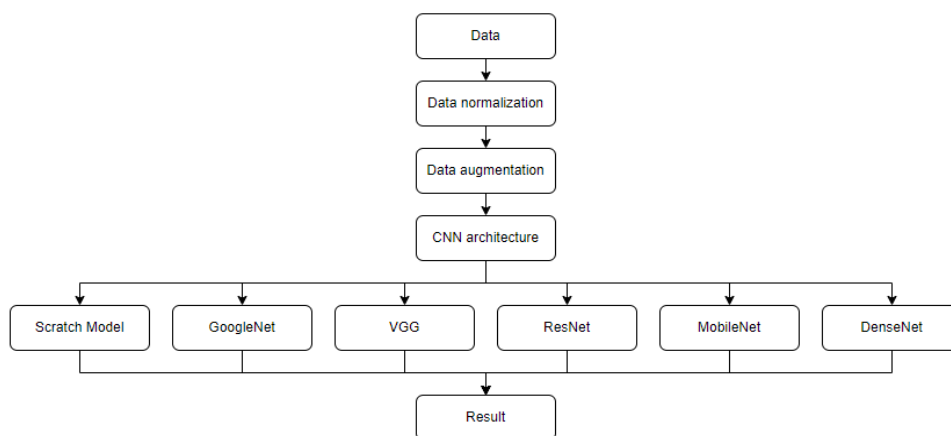 Data
Data normalization
Data augmentation
CNN architecture
Scratch Model
GoogleNet
VGG
ResNet
MobileNet
DenseNet
Result